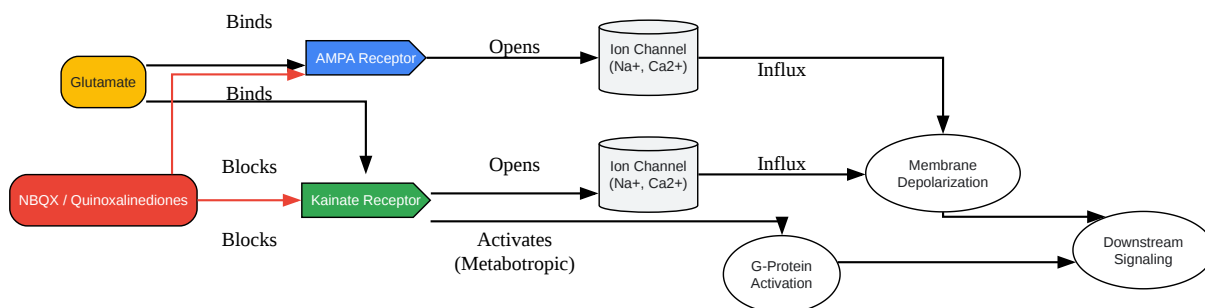 Binds
AMPA Receptor
Opens
Ion Channel
(Na+, Ca2+)
Influx
Glutamate
Binds
Blocks
NBQX / Quinoxalinediones
Kainate Receptor
Opens
Ion Channel
(Na+, Ca2+)
Influx
Membrane
Depolarization
Blocks
Activates
(Metabotropic)
G-Protein
Activation
Downstream
Signaling